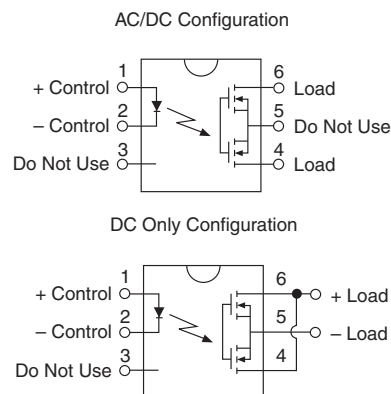 AC/DC Configuration
1 6
+ Control Load
2 5
– Control Do Not Use
3 4
Do Not Use Load
DC Only Configuration
1 6
+ Control + Load
2 5
– Control – Load
3 4
Do Not Use